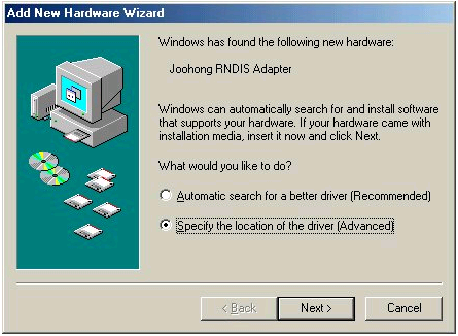 Add New Hardware Wizard
Windows has found the following new hardware:
Joohong RNDIS Adapter
Windows can automatically search for and install software
that supports your hardware. If your hardware came with
installation media, insert it now and click Next.
What would you like to do?
Automatic search for a better driver (Recommended)
Specify the location of the driver (Advanced)
< Back
Next >
Cancel